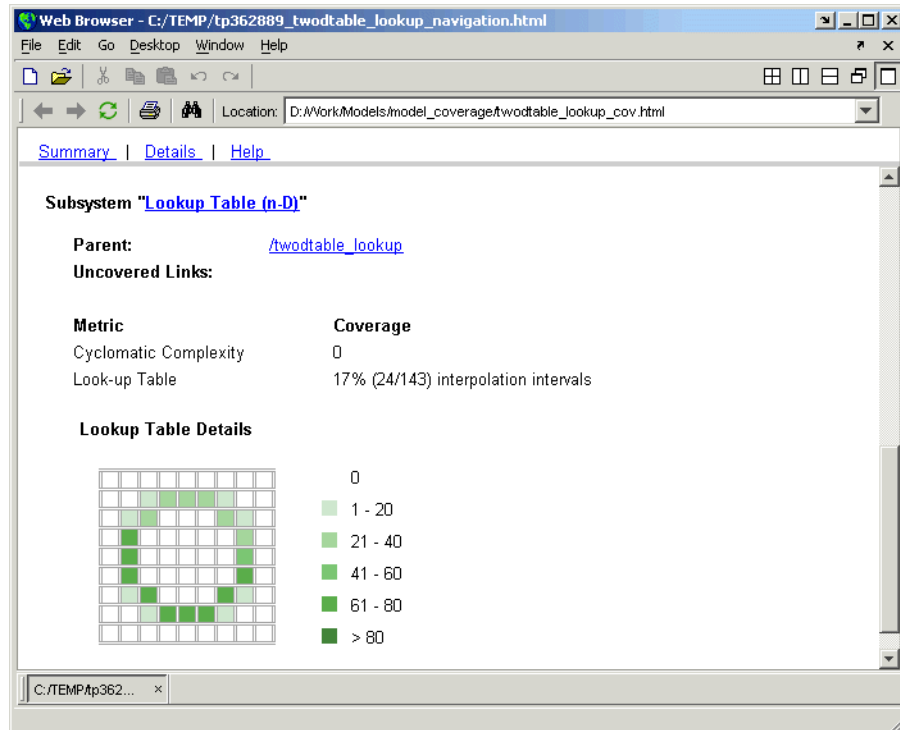 Web Browser - C:/TEMP/tp362889_twodtable_lookup_navigation.html
File Edit Go Desktop Window Help
Location: D:/Work/Models/model_coverage/twodtable_lookup_cov.html
Summary | Details | Help
Subsystem "Lookup Table (n-D)"
Parent: /twodtable_lookup
Uncovered Links:
Metric Coverage
Cyclomatic Complexity 0
Look-up Table 17% (24/143) interpolation intervals
Lookup Table Details
0
1 - 20
21 - 40
41 - 60
61 - 80
> 80
C:/TEMP/tp362...